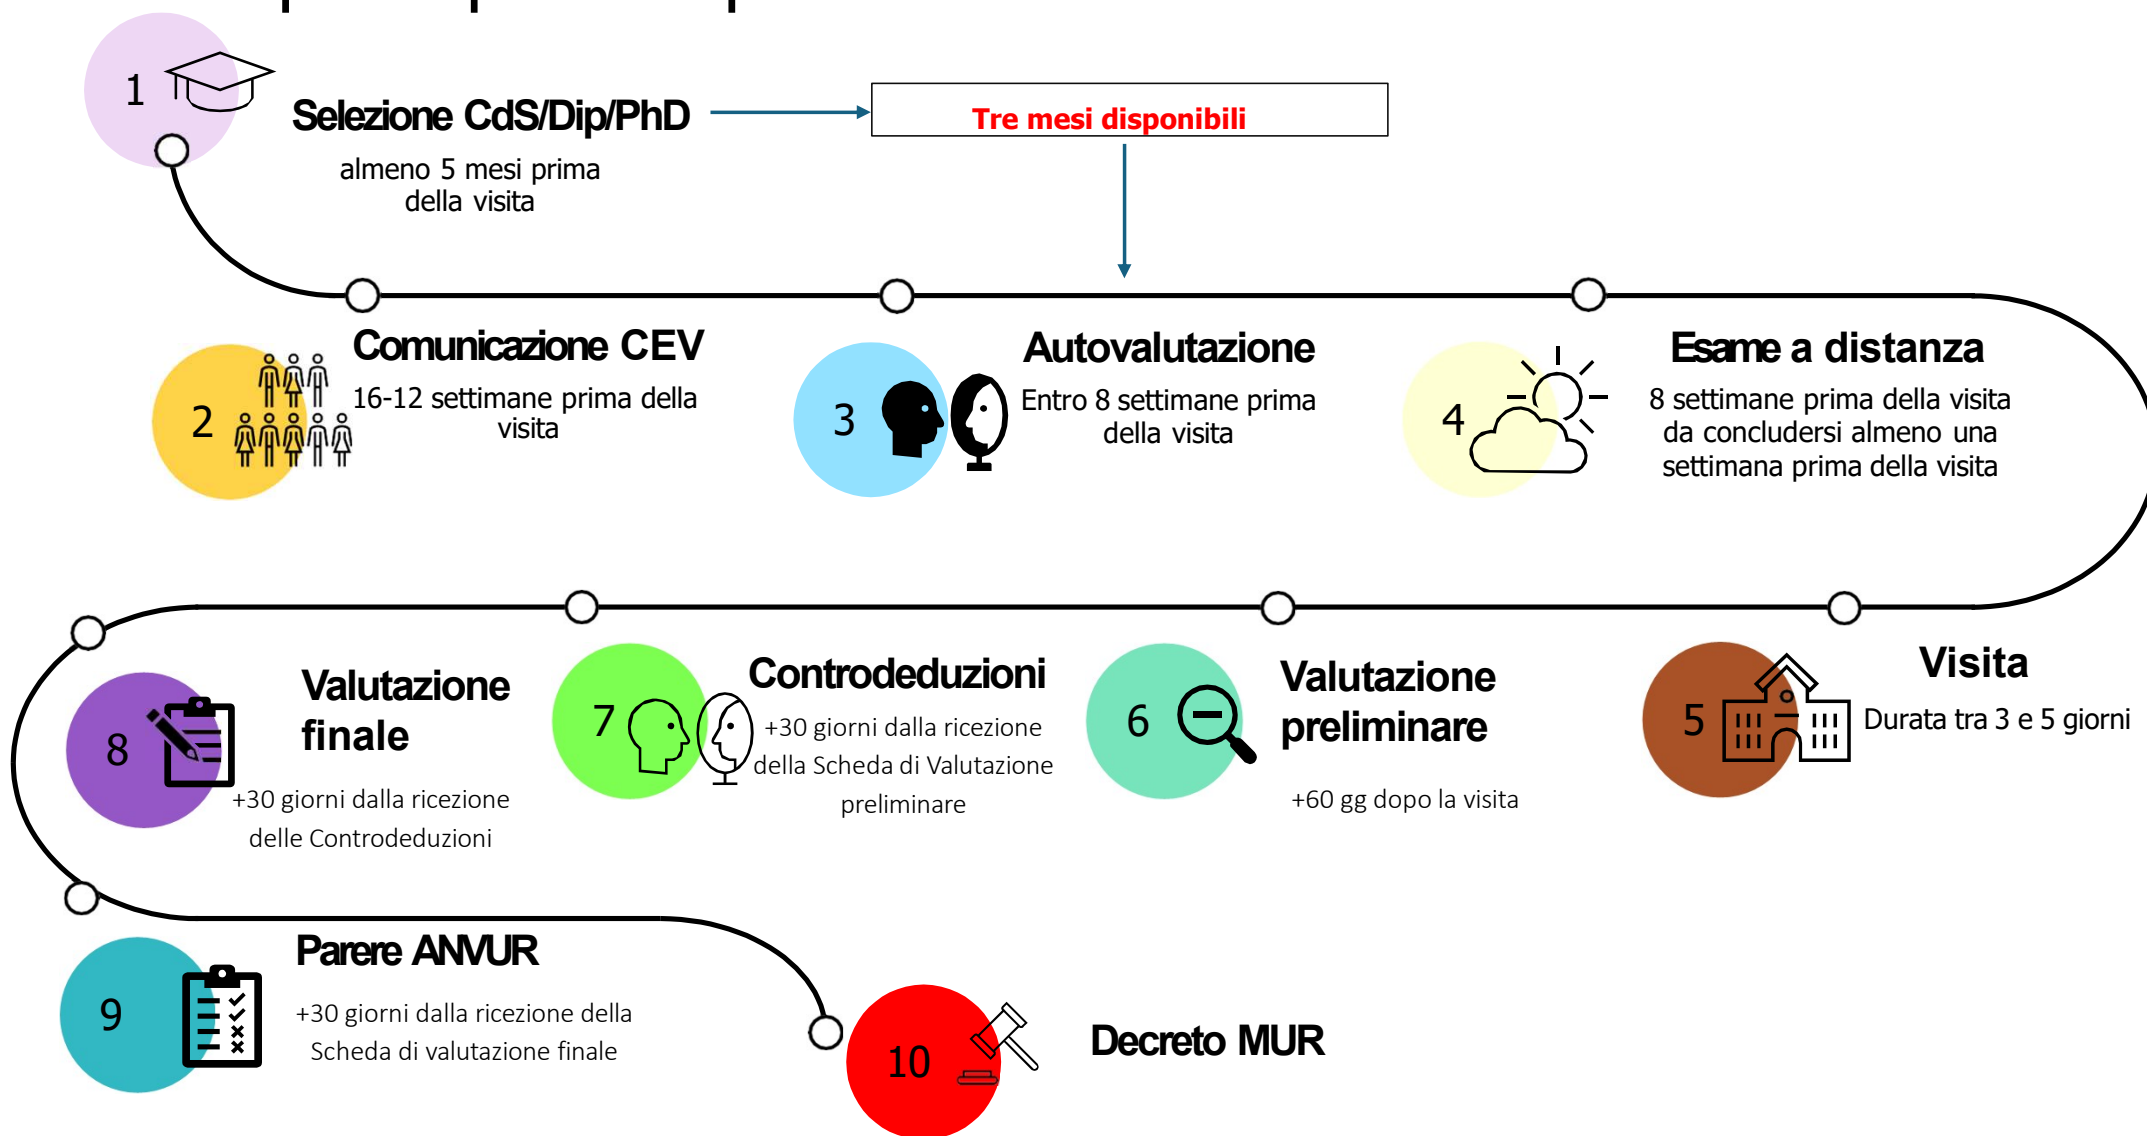 1
Selezione CdS/Dip/PhD
almeno 5 mesi prima
della visita
Tre mesi disponibili
2
Comunicazione CEV
16-12 settimane prima della
visita
3
Autovalutazione
Entro 8 settimane prima
della visita
4
Esame a distanza
8 settimane prima della visita
da concludersi almeno una
settimana prima della visita
5
Visita
Durata tra 3 e 5 giorni
6
Valutazione
preliminare
+60 gg dopo la visita
7
Controdeduzioni
+30 giorni dalla ricezione
della Scheda di Valutazione
preliminare
8
Valutazione
finale
+30 giorni dalla ricezione
delle Controdeduzioni
9
Parere ANVUR
+30 giorni dalla ricezione della
Scheda di valutazione finale
10
Decreto MUR